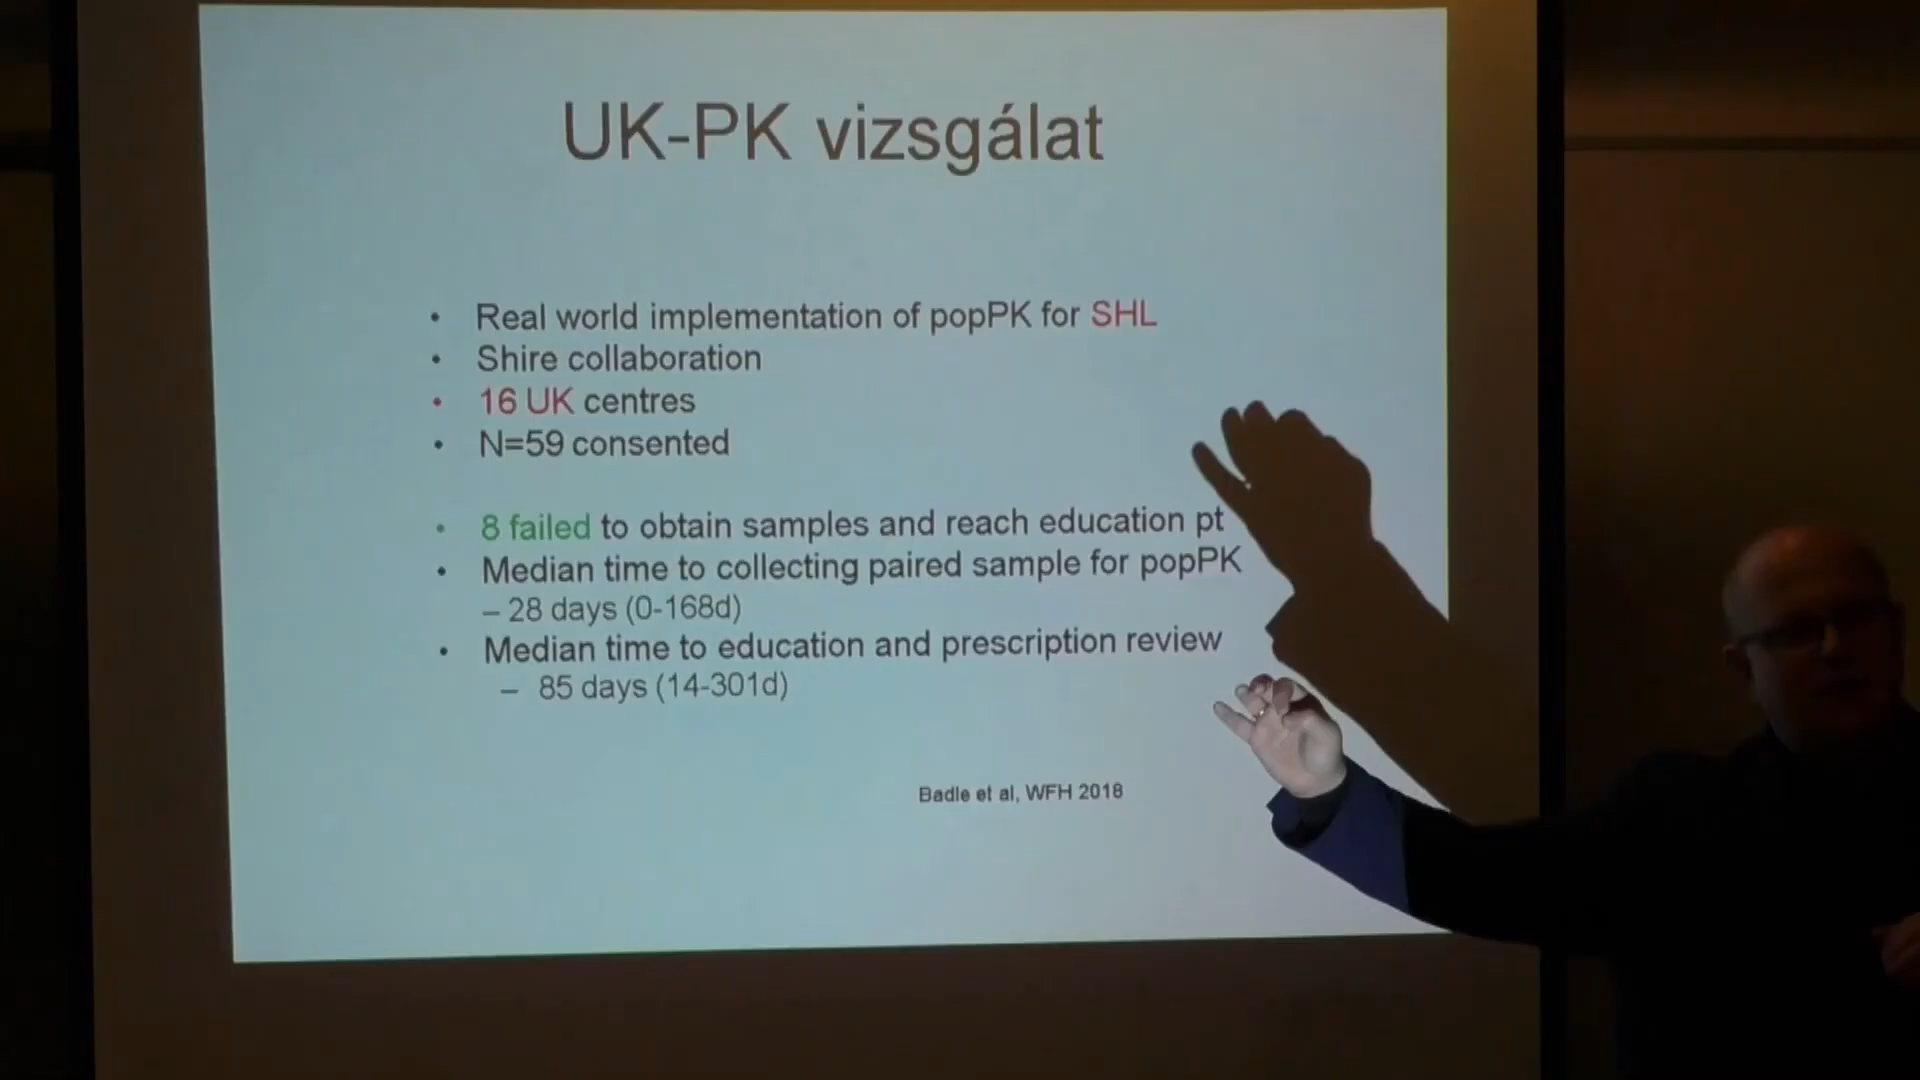 UK-PK vizsgálat
• Real world implementation of popPK for SHL
• Shire collaboration
• 16 UK centres
• N=59 consented
• 8 failed to obtain samples and reach education pt
• Median time to collecting paired sample for popPK
– 28 days (0-168d)
• Median time to education and prescription review
– 85 days (14-301d)
Badle et al, WFH 2018